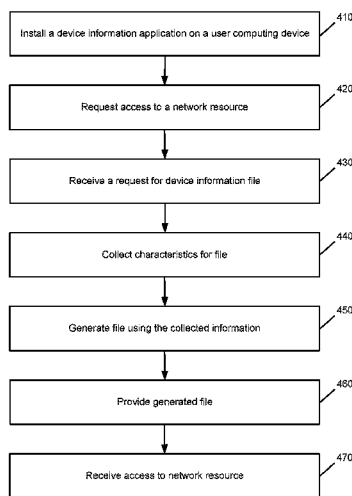 410
Install a device information application on a user computing device
420
Request access to a network resource
430
Receive a request for device information file
440
Collect characteristics for file
450
Generate file using the collected information
460
Provide generated file
470
Receive access to network resource